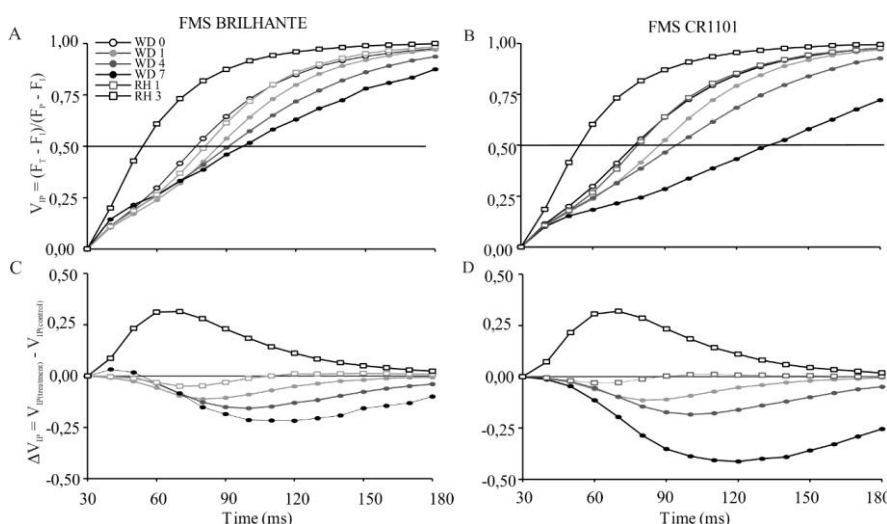 FMS BRILHANTE
FMS CR1101
A
B
1,00
0,75
0,50
0,25
0,00
WD 0
WD 1
WD 4
WD 7
RH 1
RH 3
V_IP = (F_T - F_I)/(F_P - F_I)
1,00
0,75
0,50
0,25
0,00
C
D
0,50
0,25
0,00
-0,25
-0,50
ΔV_IP = V_IP(treatment) - V_IP(control)
0,50
0,25
0,00
-0,25
-0,50
30 60 90 120 150 180
30 60 90 120 150 180
Time (ms)
Time (ms)